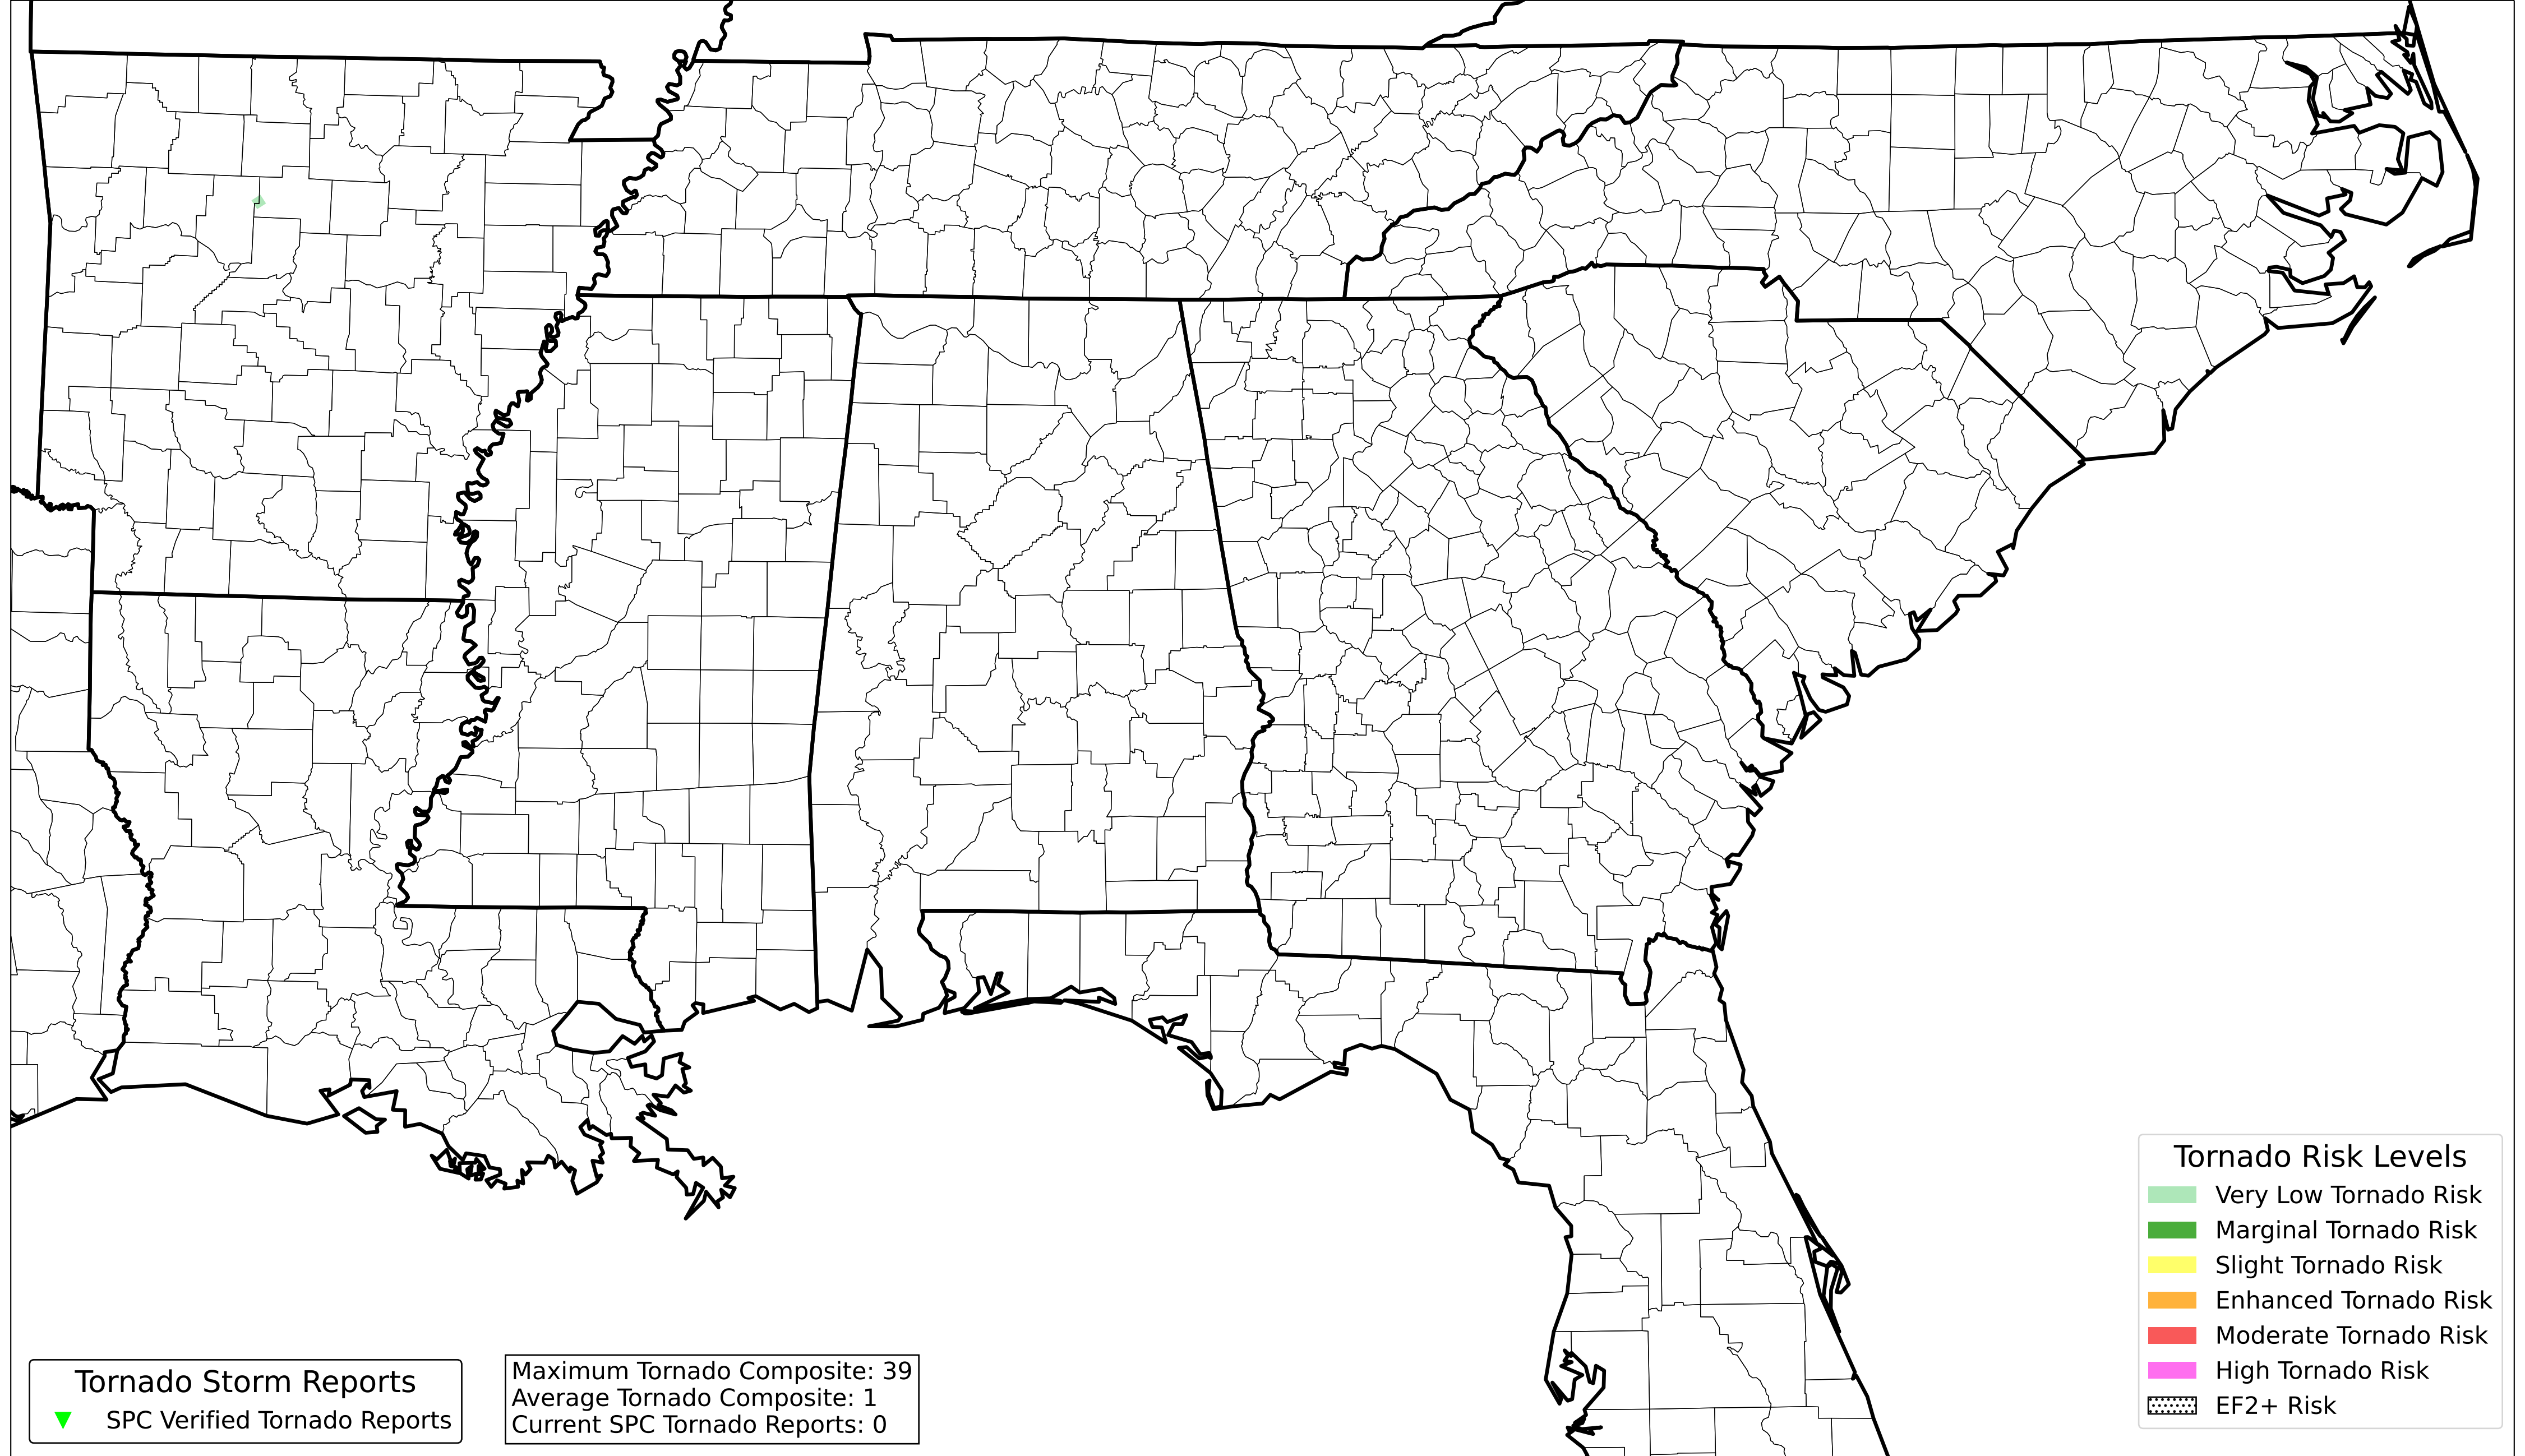 Tornado Storm Reports
SPC Verified Tornado Reports
Maximum Tornado Composite: 39
Average Tornado Composite: 1
Current SPC Tornado Reports: 0
Tornado Risk Levels
Very Low Tornado Risk
Marginal Tornado Risk
Slight Tornado Risk
Enhanced Tornado Risk
Moderate Tornado Risk
High Tornado Risk
EF2+ Risk